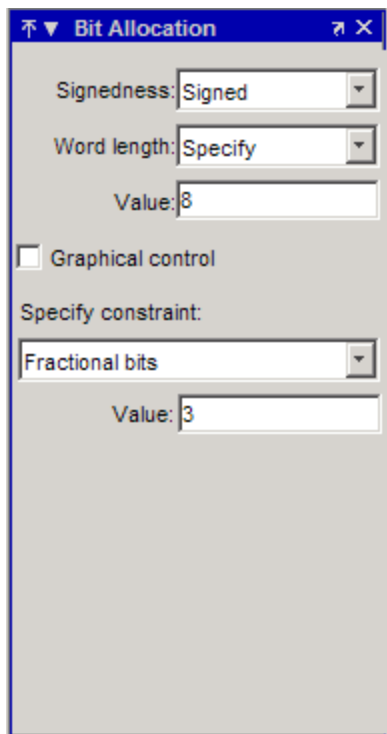 Bit Allocation
Signedness: Signed
Word length: Specify
Value: 8
Graphical control
Specify constraint:
Fractional bits
Value: 3